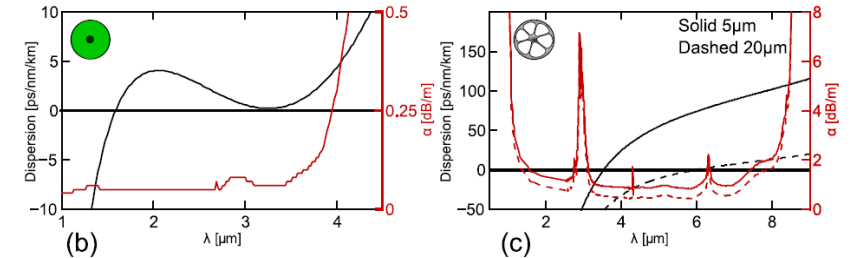 10
5
0
-5
-10
Dispersion [ps/nm/km]
1
2
3
4
λ [µm]
0.5
0.25
0
α [dB/m]
(b)
200
150
100
50
0
-50
Dispersion [ps/nm/km]
Solid 5µm
Dashed 20µm
2
4
6
8
λ [µm]
8
6
4
2
0
α [dB/m]
(c)